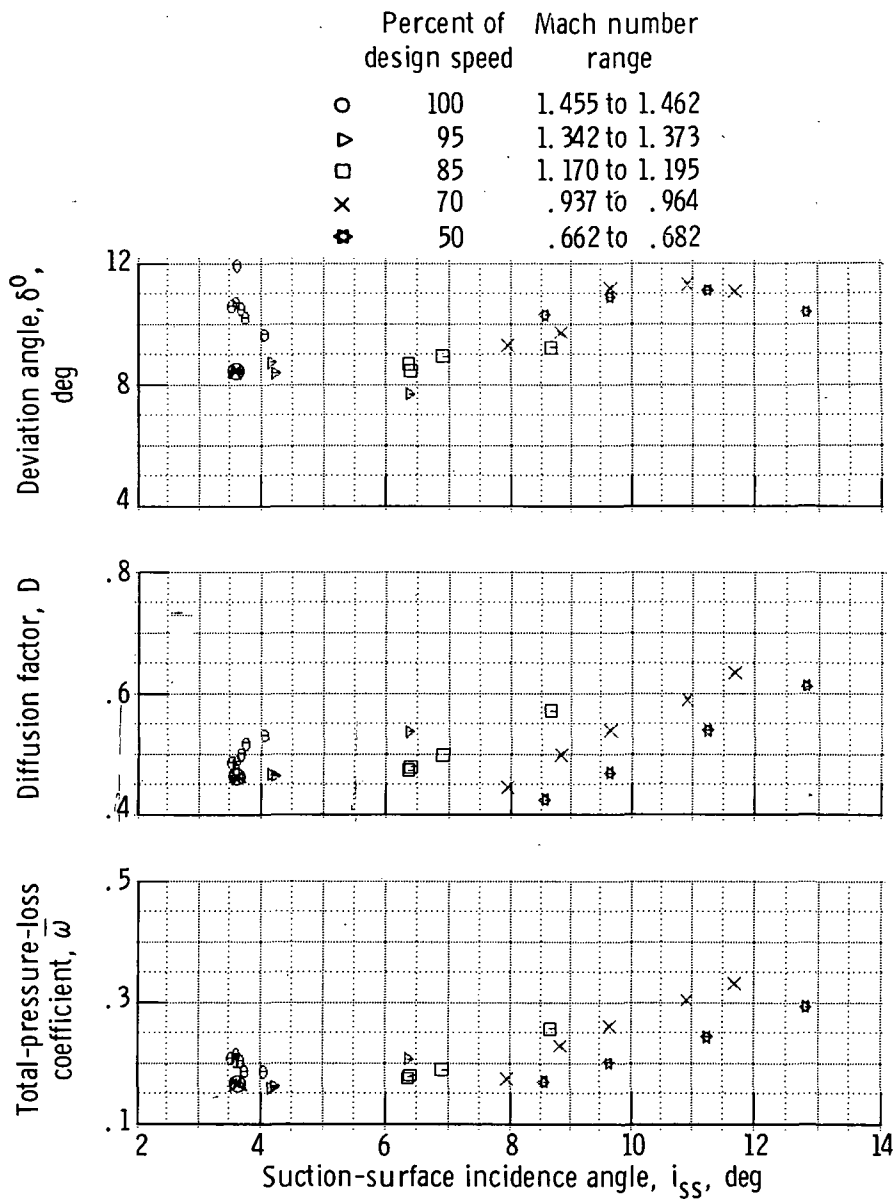 Percent of design speed
Mach number range
100 1.455 to 1.462
95 1.342 to 1.373
85 1.170 to 1.195
70 .937 to .964
50 .662 to .682
Deviation angle, δ⁰, deg
12
8
4
Diffusion factor, D
.8
.6
.4
Total-pressure-loss coefficient, ω̅
.5
.3
.1
2 4 6 8 10 12 14
Suction-surface incidence angle, iss, deg